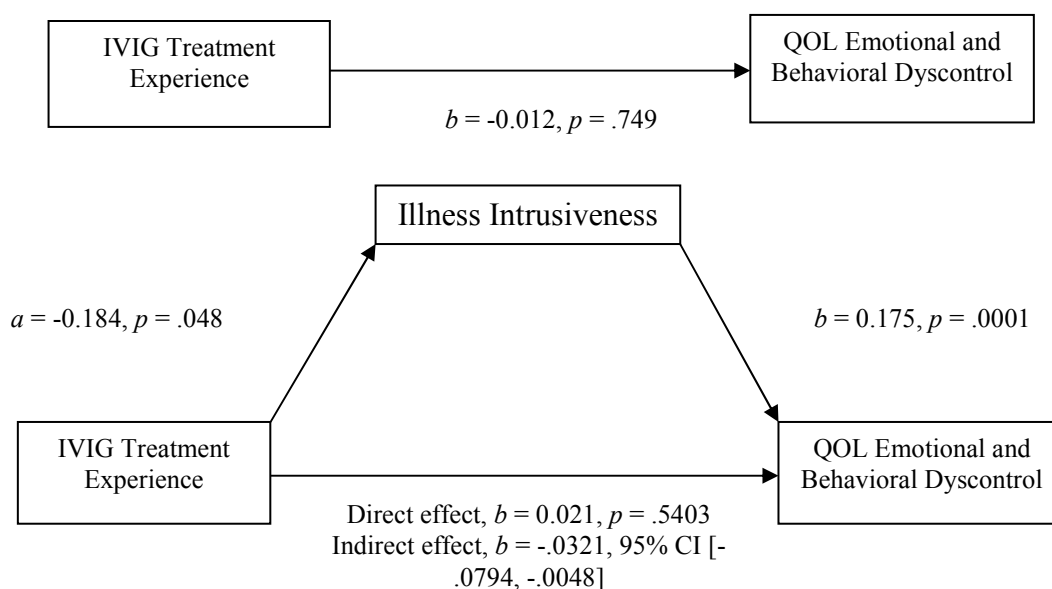 IVIG Treatment
Experience
QOL Emotional and
Behavioral Dyscontrol
b = -0.012, p = .749
Illness Intrusiveness
a = -0.184, p = .048
b = 0.175, p = .0001
IVIG Treatment
Experience
QOL Emotional and
Behavioral Dyscontrol
Direct effect, b = 0.021, p = .5403
Indirect effect, b = -.0321, 95% CI [-
.0794, -.0048]